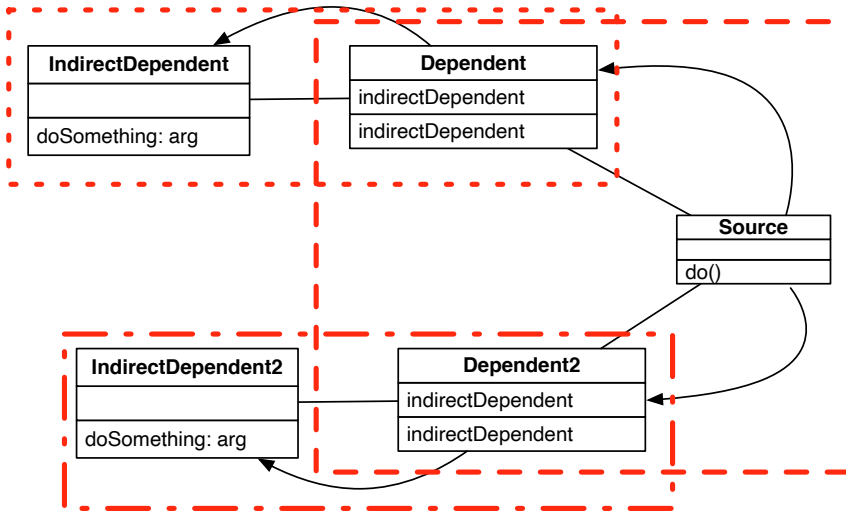 IndirectDependent
doSomething: arg
Dependent
indirectDependent
indirectDependent
Source
do()
IndirectDependent2
doSomething: arg
Dependent2
indirectDependent
indirectDependent